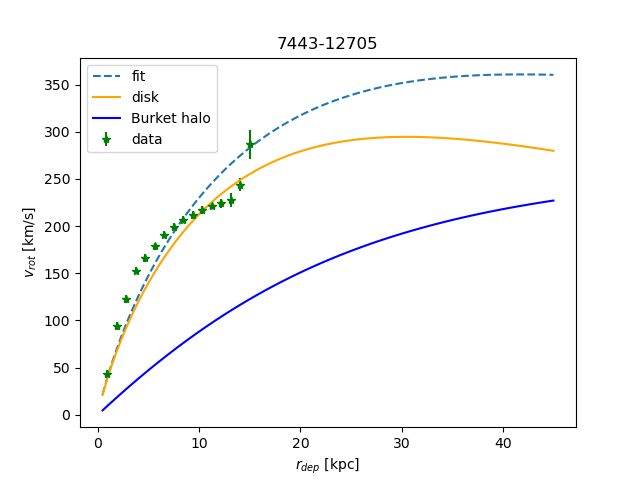 7443-12705
fit
disk
Burket halo
data
v_rot [km/s]
350
300
250
200
150
100
50
0
0 10 20 30 40
r_dep [kpc]